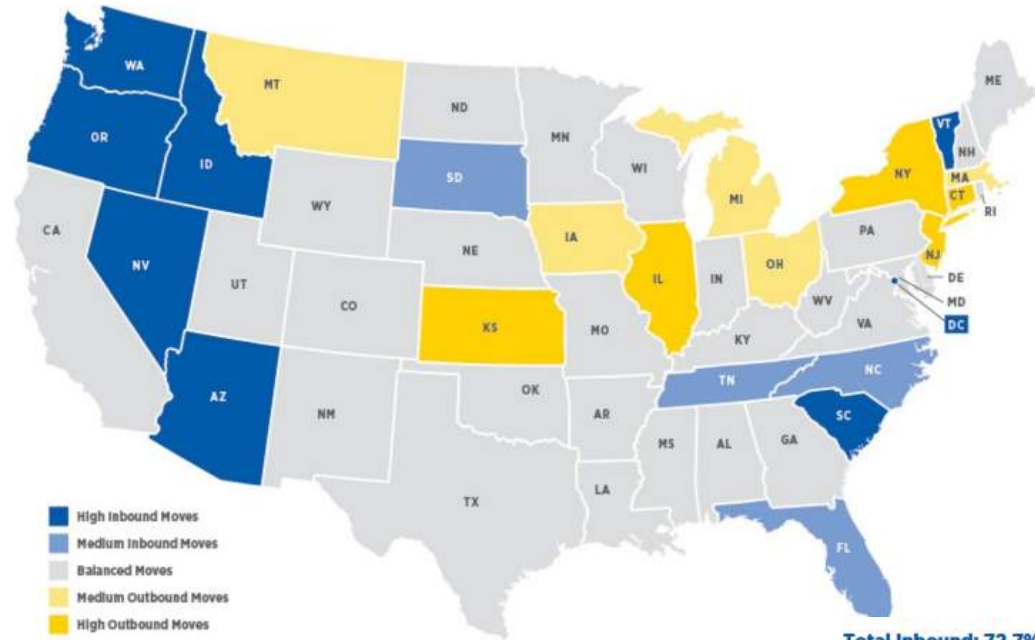 WA
MT
ND
MN
ME
OR
ID
SD
WI
VT
NH
NY
MA
CT
RI
WY
MI
CA
NV
UT
NE
IA
PA
NJ
IL
IN
OH
DE
MD
DC
CO
KS
MO
WV
VA
KY
AZ
NM
OK
TN
NC
AR
SC
MS
AL
GA
TX
LA
FL
High Inbound Moves
Medium Inbound Moves
Balanced Moves
Medium Outbound Moves
High Outbound Moves